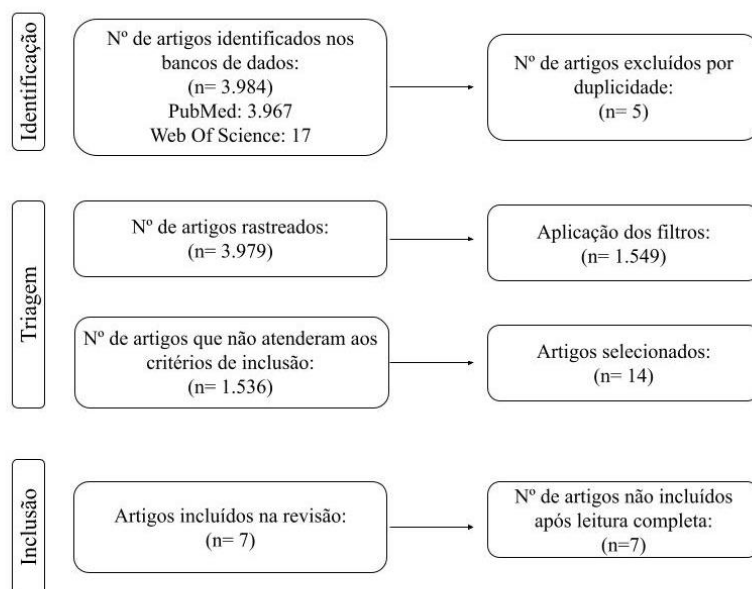 Identificação
Nº de artigos identificados nos
bancos de dados:
(n= 3.984)
PubMed: 3.967
Web Of Science: 17
Nº de artigos excluídos por
duplicidade:
(n= 5)
Triagem
Nº de artigos rastreados:
(n= 3.979)
Aplicação dos filtros:
(n= 1.549)
Nº de artigos que não atenderam aos
critérios de inclusão:
(n= 1.536)
Artigos selecionados:
(n= 14)
Inclusão
Artigos incluídos na revisão:
(n= 7)
Nº de artigos não incluídos
após leitura completa:
(n=7)